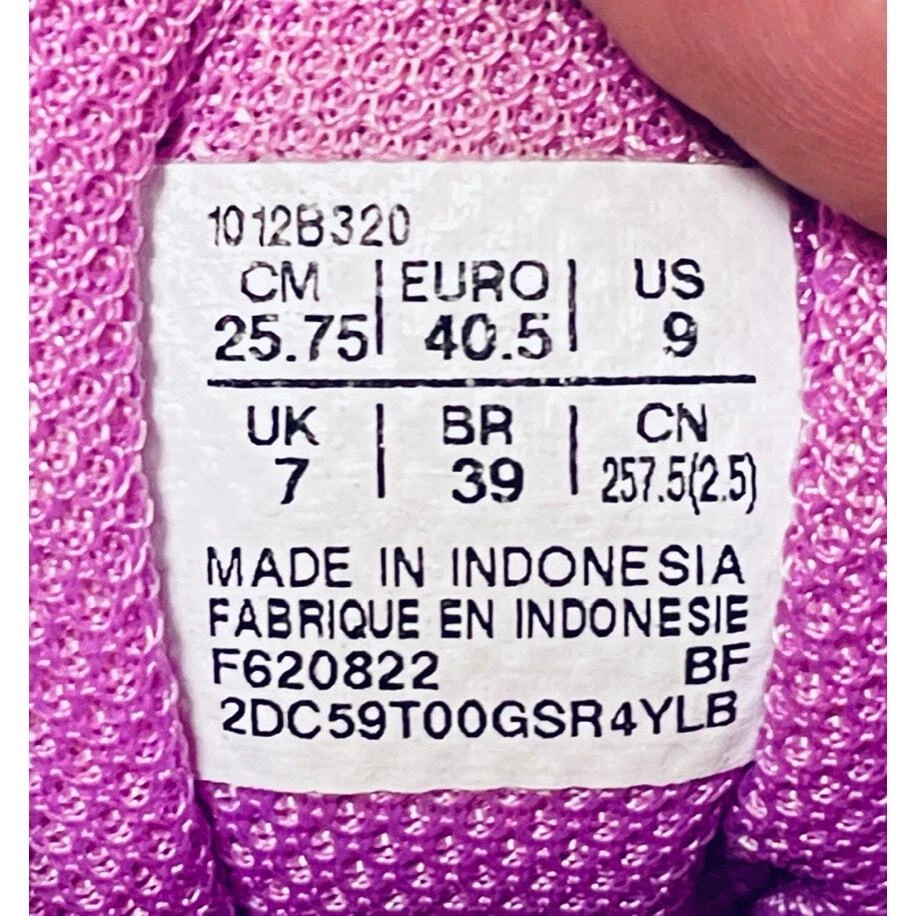 1012B320
CM | EURO | US
25.75 | 40.5 | 9
UK | BR | CN
7 | 39 | 257.5(2.5)
MADE IN INDONESIA
FABRIQUE EN INDONESIE
F620822 BF
2DC59T00GSR4YLB